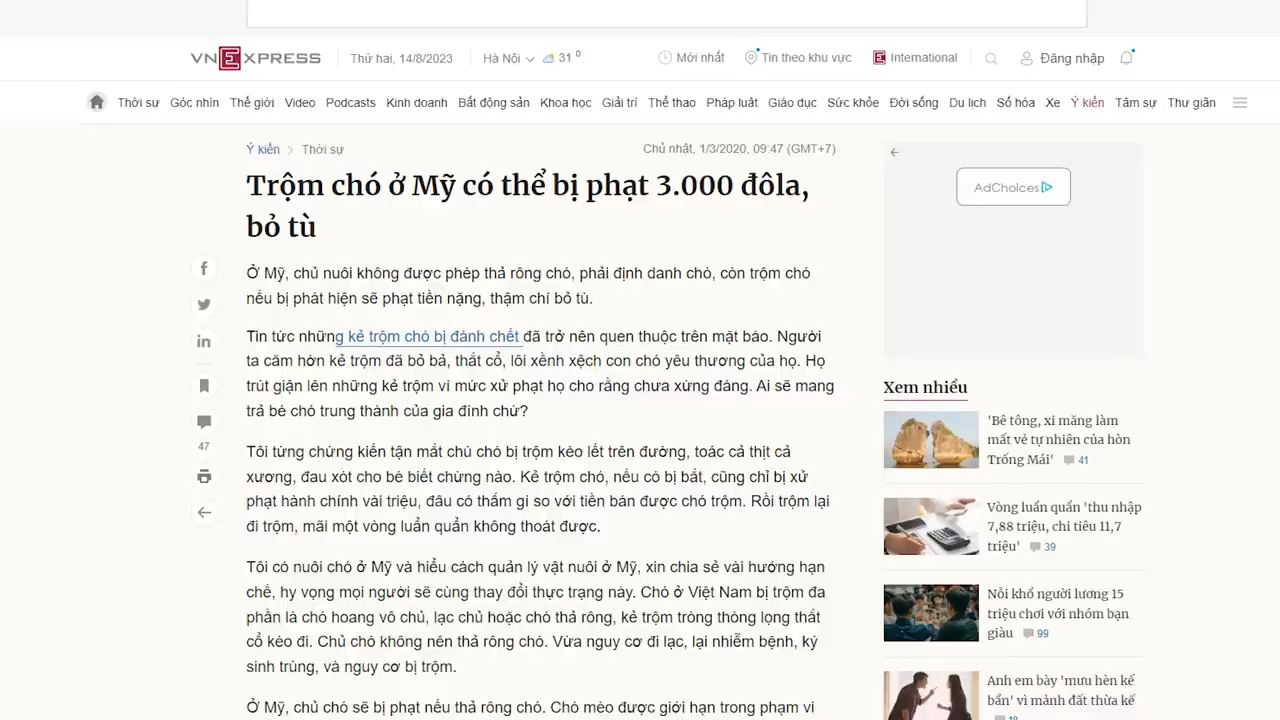 VNEXPRESS
Thứ hai, 14/8/2023
Hà Nội
31 0
Mới nhất
Tin theo khu vực
E International
Đăng nhập
Thời sự
Góc nhìn
Thế giới
Video
Podcasts
Kinh doanh
Bất động sản
Khoa học
Giải trí
Thể thao
Pháp luật
Giáo dục
Sức khỏe
Đời sống
Du lịch
Số hóa
Xe
Ý kiến
Tâm sự
Thư giãn
Ý kiến
Thời sự
Chủ nhật, 1/3/2020, 09:47 (GMT+7)
Trộm chó ở Mỹ có thể bị phạt 3.000 đôla,
bỏ tù
Ở Mỹ, chủ nuôi không được phép thả rông chó, phải định danh chó, còn trộm chó
nếu bị phát hiện sẽ phạt tiền nặng, thậm chí bỏ tù.
Tin tức những kẻ trộm chó bị đánh chết đã trở nên quen thuộc trên mặt báo. Người
ta căm hờn kẻ trộm đã bỏ bả, thắt cổ, lôi xềnh xệch con chó yêu thương của họ. Họ
trút giận lên những kẻ trộm vì mức xử phạt họ cho rằng chưa xứng đáng. Ai sẽ mang
trả bé chó trung thành của gia đình chứ?
Tôi từng chứng kiến tận mắt chú chó bị trộm kéo lết trên đường, toác cả thịt cả
xương, đau xót cho bé biết chừng nào. Kẻ trộm chó, nếu có bị bắt, cũng chỉ bị xử
phạt hành chính vài triệu, đâu có thấm gì so với tiền bán được chó trộm. Rồi trộm lại
đi trộm, mãi một vòng luẩn quẩn không thoát được.
Tôi có nuôi chó ở Mỹ và hiểu cách quản lý vật nuôi ở Mỹ, xin chia sẻ vài hướng hạn
chế, hy vọng mọi người sẽ cùng thay đổi thực trạng này. Chó ở Việt Nam bị trộm đa
phần là chó hoang vô chủ, lạc chủ hoặc chó thả rông, kẻ trộm tròng thòng lọng thắt
cổ kéo đi. Chủ chó không nên thả rông chó. Vừa nguy cơ đi lạc, lại nhiễm bệnh, ký
sinh trùng, và nguy cơ bị trộm.
Ở Mỹ, chủ chó sẽ bị phạt nếu thả rông chó. Chó mèo được giới hạn trong phạm vi
47
AdChoices
Xem nhiều
'Bê tông, xi măng làm
mất vẻ tự nhiên của hòn
Trống Mái' 41
Vòng luẩn quẩn 'thu nhập
7,88 triệu, chi tiêu 11,7
triệu' 39
Nỗi khổ người lương 15
triệu chơi với nhóm bạn
giàu 99
Anh em bày 'mưu hèn kế
bẩn' vì mảnh đất thừa kế